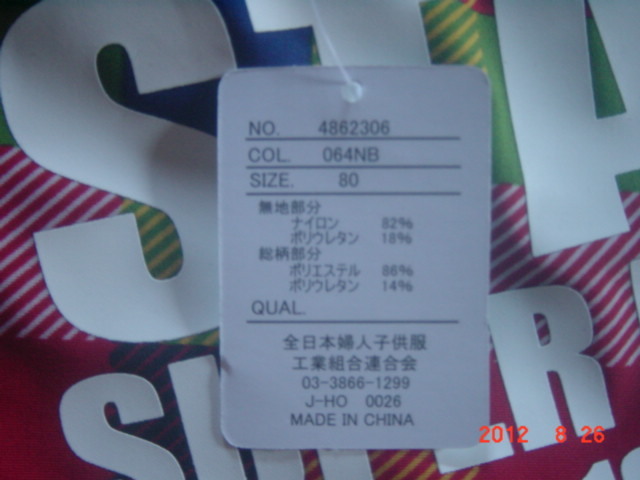 STA
NO. 4862306
COL. 064NB
SIZE. 80
無地部分
ナイロン 82%
ポリウレタン 18%
総柄部分
ポリエステル 86%
ポリウレタン 14%
QUAL.
全日本婦人子供服
工業組合連合会
03-3866-1299
J-HO 0026
MADE IN CHINA
2012 8 26